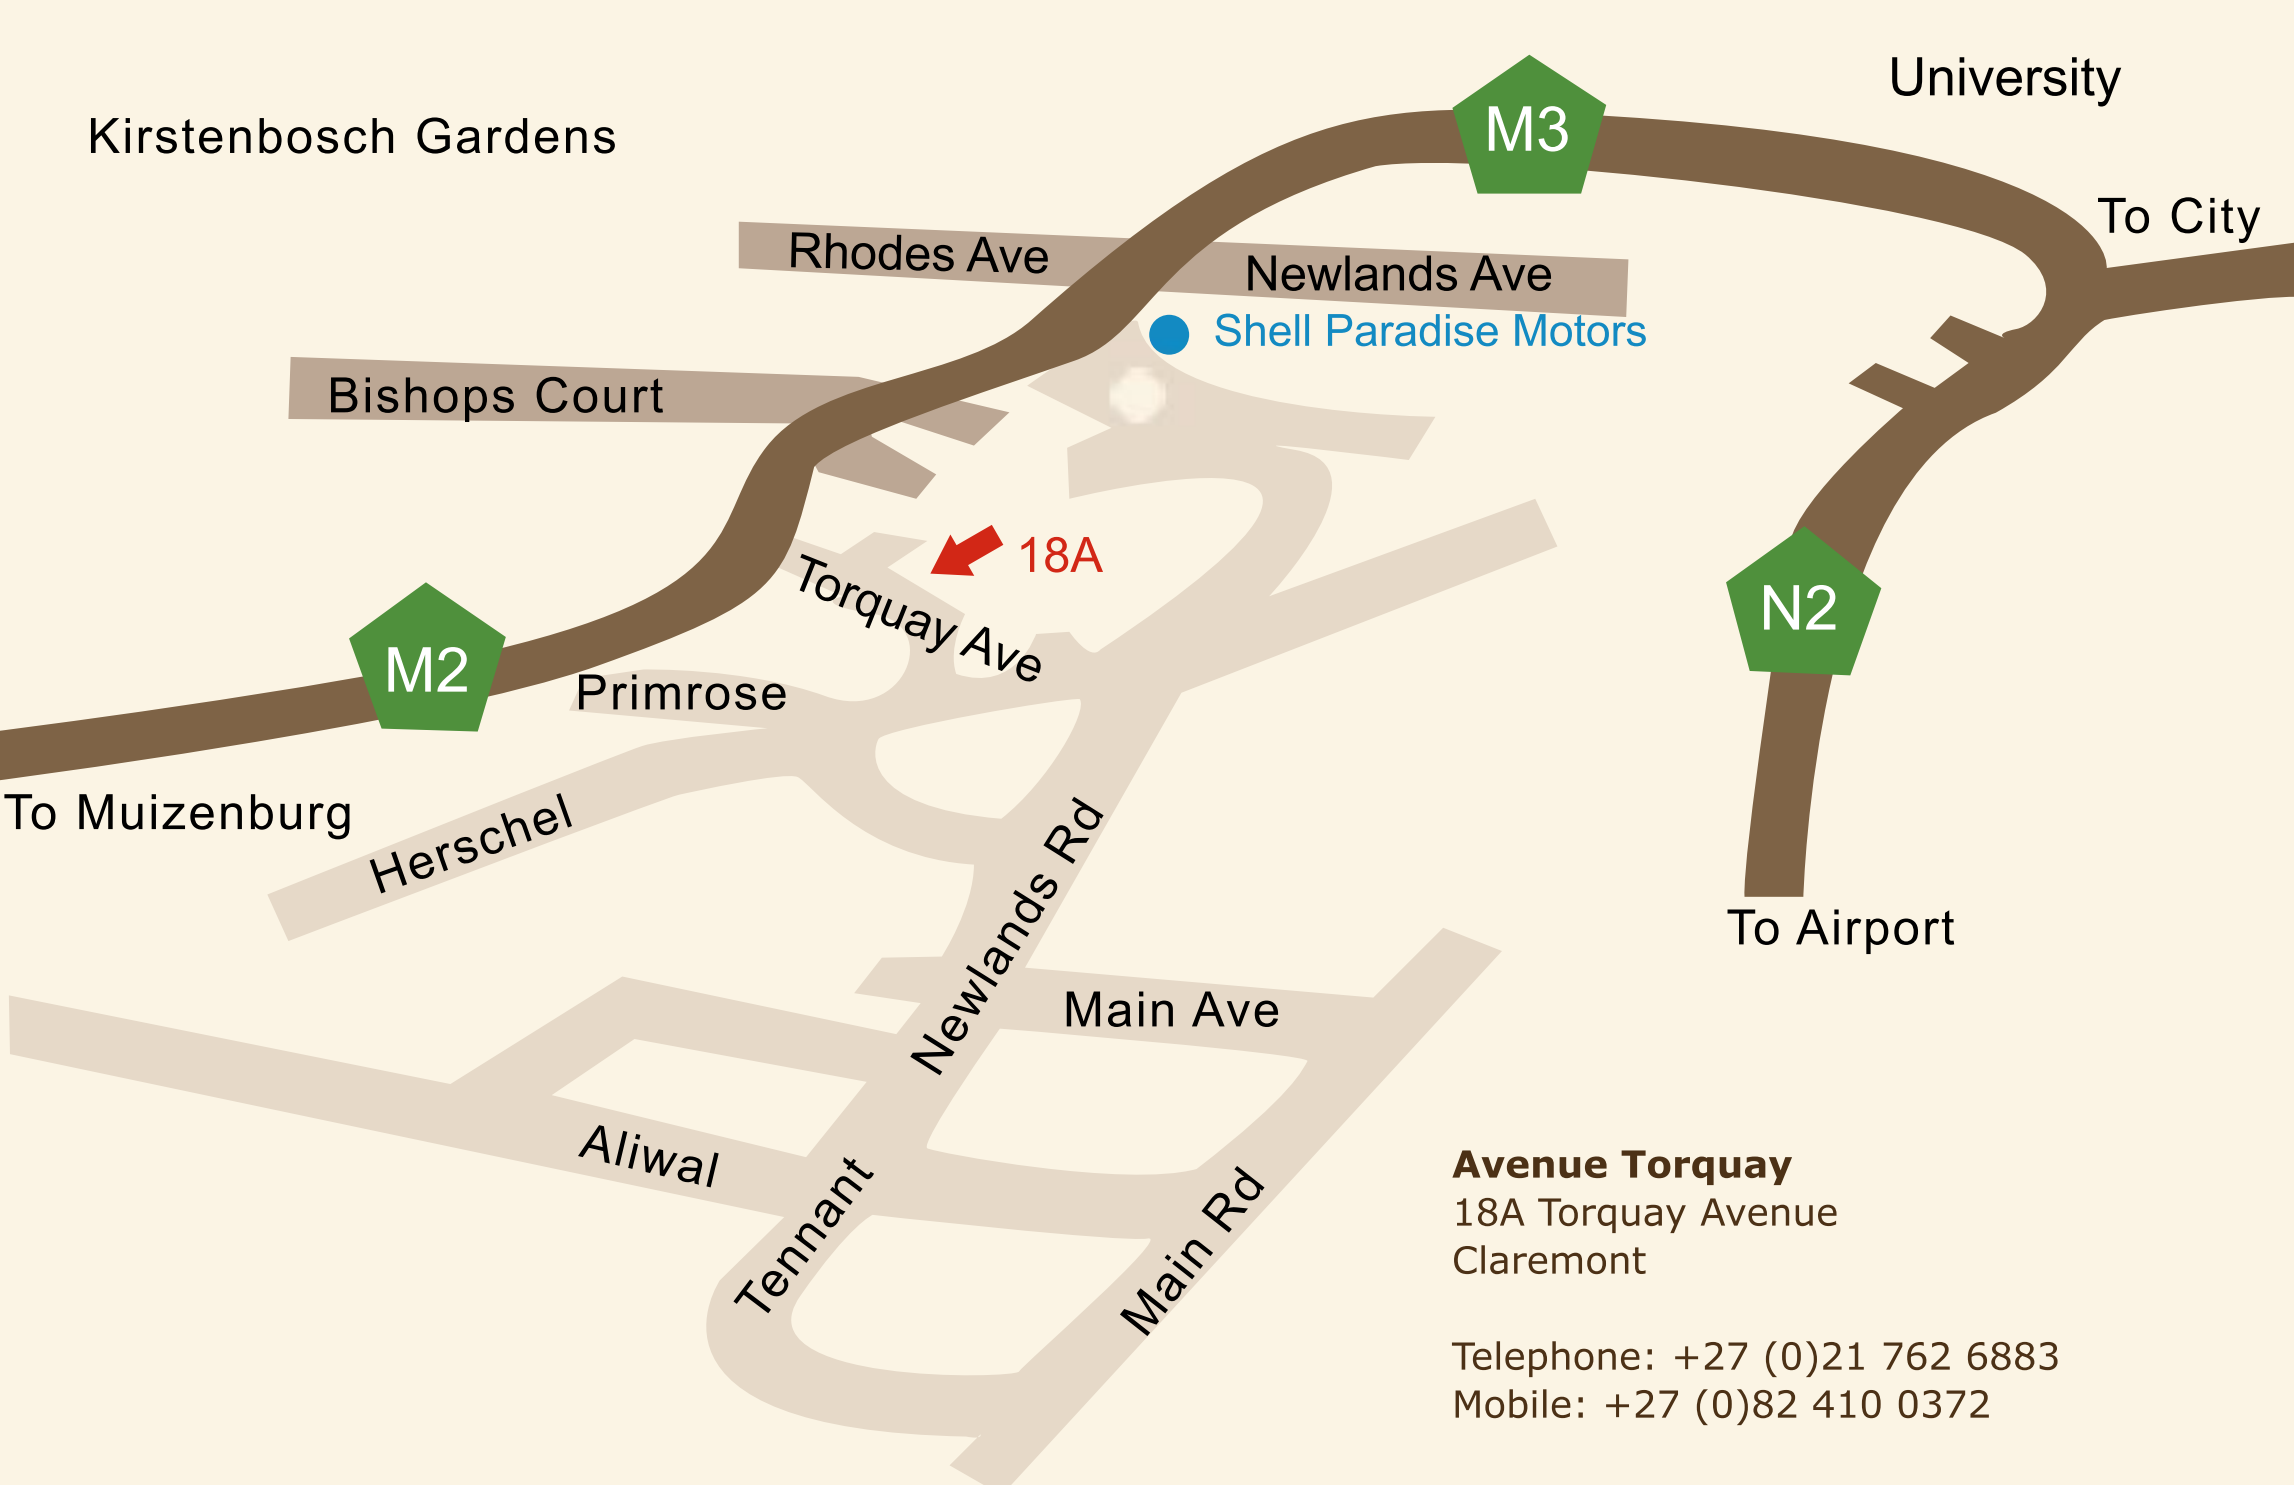 University
M3
Kirstenbosch Gardens
To City
Rhodes Ave
Newlands Ave
Shell Paradise Motors
Bishops Court
18A
Torquay Ave
N2
M2
Primrose
To Muizenburg
Herschel
Newlands Rd
To Airport
Main Ave
Aliwal
Tennant
Main Rd
Avenue Torquay
18A Torquay Avenue
Claremont
Telephone: +27 (0)21 762 6883
Mobile: +27 (0)82 410 0372